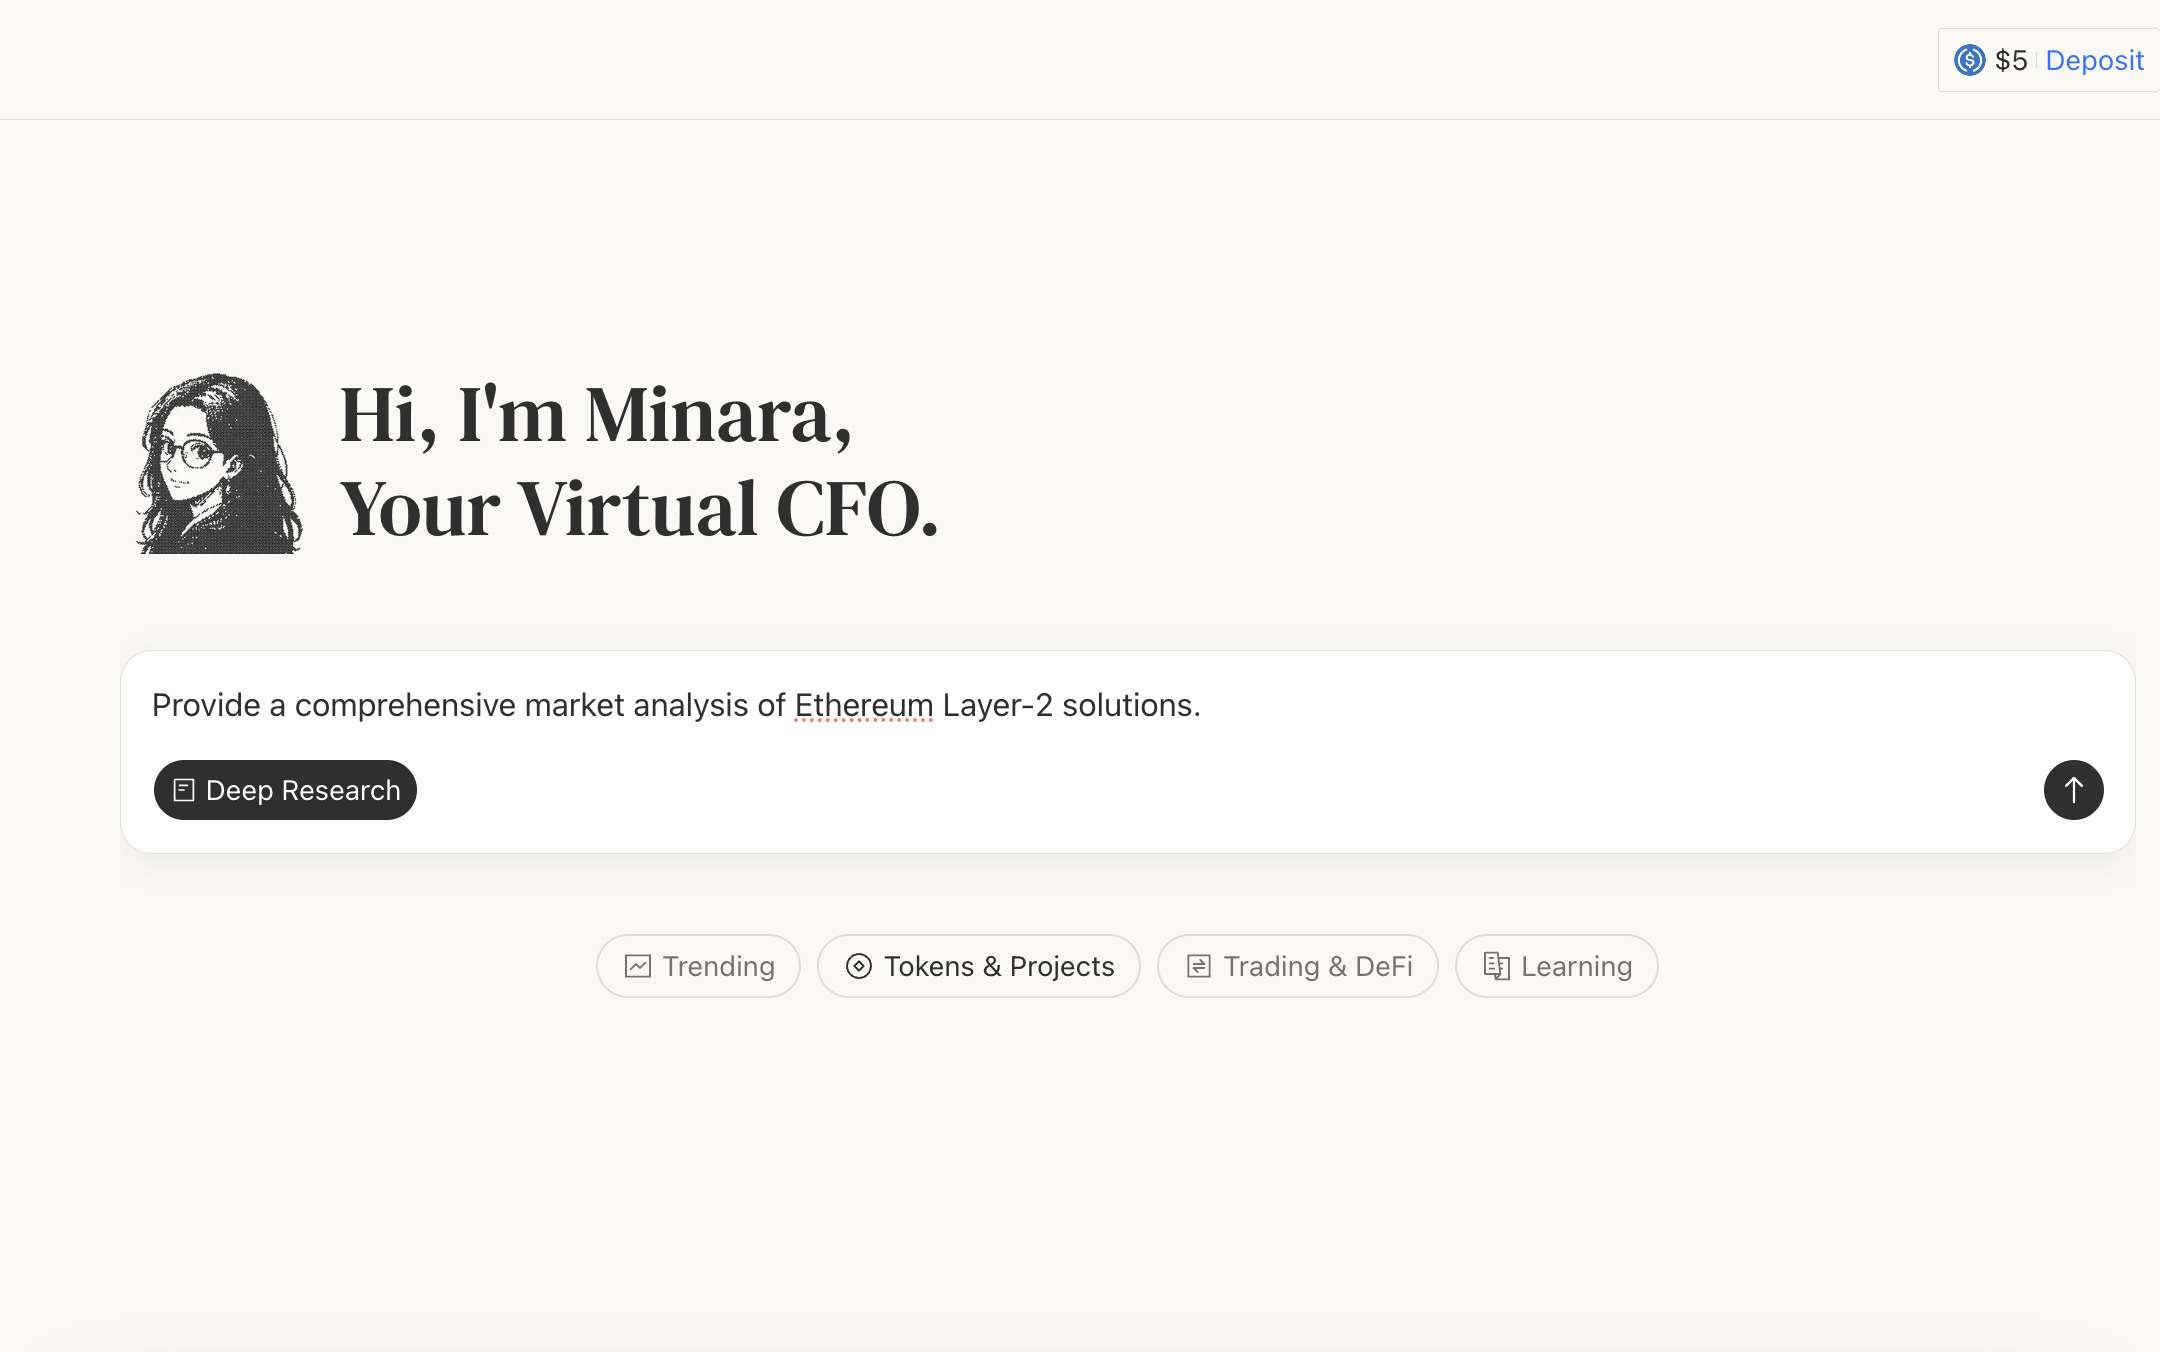 $5 Deposit
Hi, I'm Minara,
Your Virtual CFO.
Provide a comprehensive market analysis of Ethereum Layer-2 solutions.
Deep Research
Trending Tokens & Projects Trading & DeFi Learning